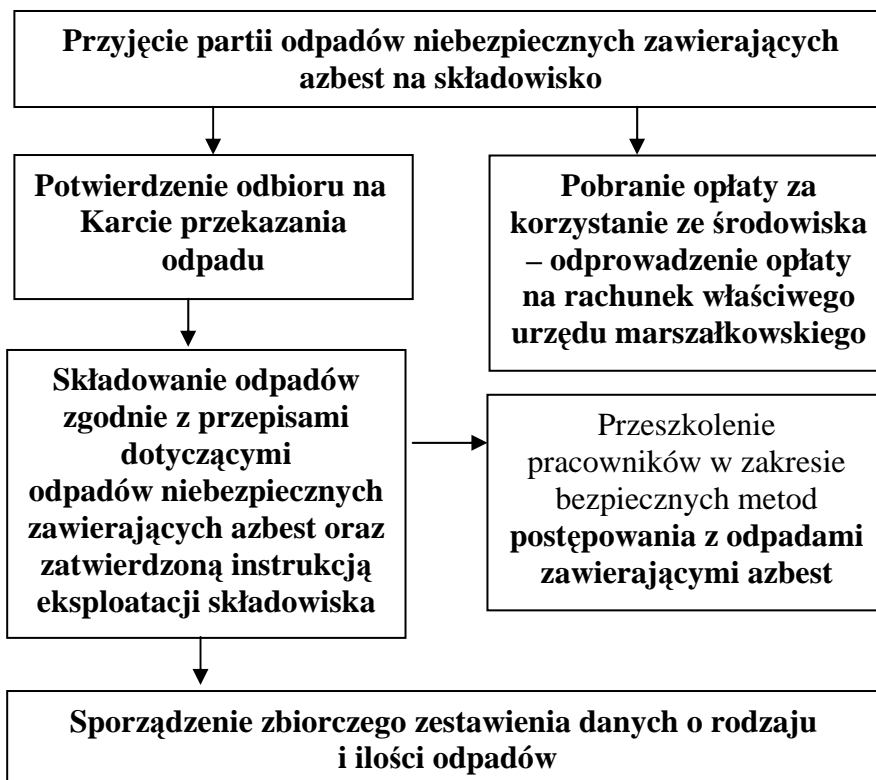 Przyjęcie partii odpadów niebezpiecznych zawierających
azbest na składowisko
Potwierdzenie odbioru na
Karcie przekazania
odpadu
Pobranie opłaty za
korzystanie ze środowiska
– odprowadzenie opłaty
na rachunek właściwego
urzędu marszałkowskiego
Składowanie odpadów
zgodnie z przepisami
dotyczącymi
odpadów niebezpiecznych
zawierających azbest oraz
zatwierdzoną instrukcją
eksploatacji składowiska
Przeszkolenie
pracowników w zakresie
bezpiecznych metod
postępowania z odpadami
zawierającymi azbest
Sporządzenie zbiorczego zestawienia danych o rodzaju
i ilości odpadów